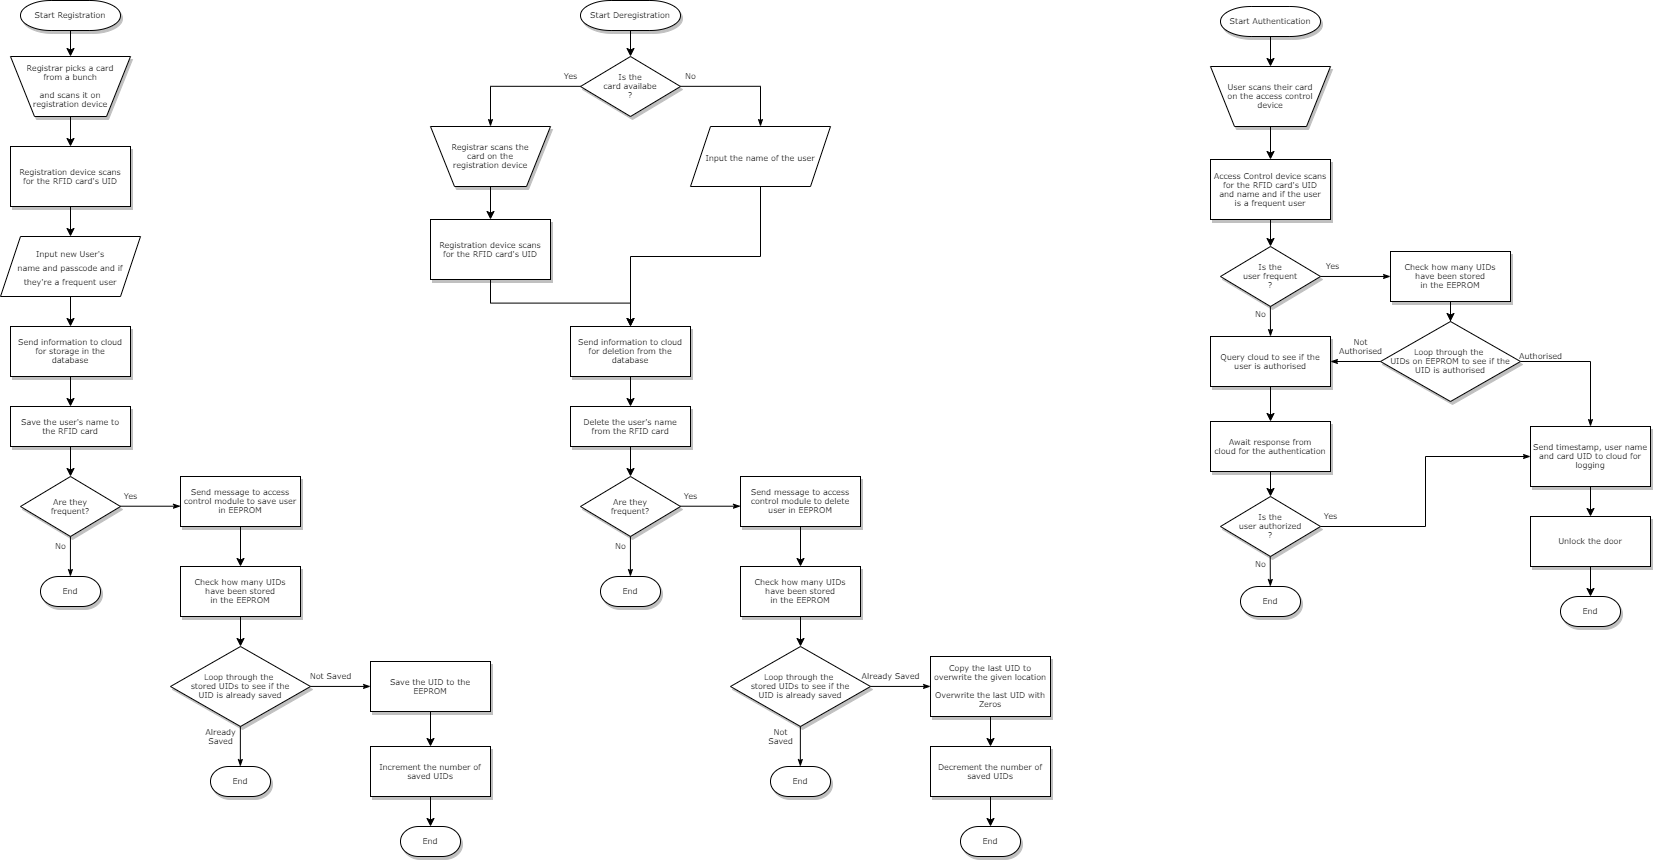 Start Registration
Registrar picks a card
from a bunch
and scans it on
registration device
Registration device scans
for the RFID card's UID
Input new User's
name and passcode and if
they're a frequent user
Send information to cloud
for storage in the
database
Save the user's name to
the RFID card
Are they
frequent?
Yes
No
End
Send message to access
control module to save user
in EEPROM
Check how many UIDs
have been stored
in the EEPROM
Loop through the
stored UIDs to see if the
UID is already saved
Not Saved
Already
Saved
End
Save the UID to the
EEPROM
Increment the number of
saved UIDs
End
Start Deregistration
Is the
card availabe
?
Yes
No
Registrar scans the
card on the
registration device
Input the name of the user
Registration device scans
for the RFID card's UID
Send information to cloud
for deletion from the
database
Delete the user's name
from the RFID card
Are they
frequent?
Yes
No
End
Send message to access
control module to delete
user in EEPROM
Check how many UIDs
have been stored
in the EEPROM
Loop through the
stored UIDs to see if the
UID is already saved
Already Saved
Not
Saved
End
Copy the last UID to
overwrite the given location
Overwrite the last UID with
Zeros
Decrement the number of
saved UIDs
End
Start Authentication
User scans their card
on the access control
device
Access Control device scans
for the RFID card's UID
and name and if the user
is a frequent user
Is the
user frequent
?
Yes
No
Check how many UIDs
have been stored
in the EEPROM
Loop through the
UIDs on EEPROM to see if the
UID is authorised
Not
Authorised
Authorised
Query cloud to see if the
user is authorised
Await response from
cloud for the authentication
Is the
user authorized
?
Yes
No
End
Send timestamp, user name
and card UID to cloud for
logging
Unlock the door
End